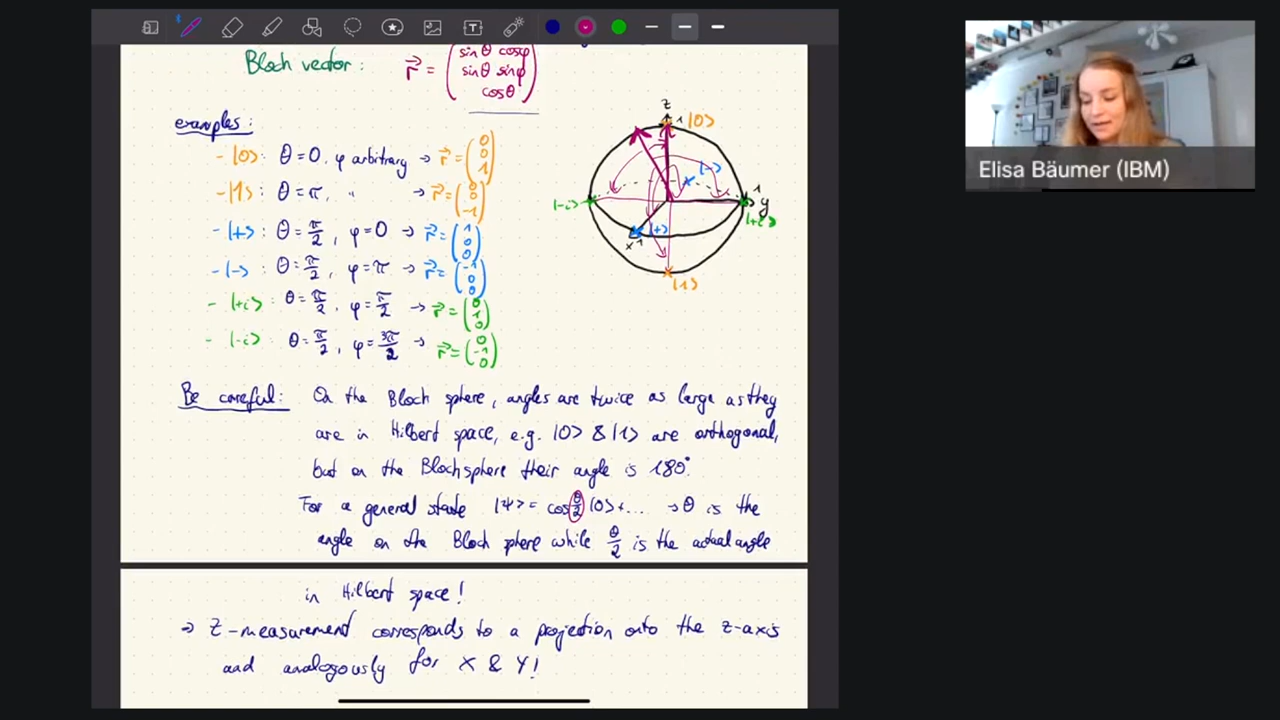 Bloch vector: r⃗ = (sinθ cosφ
sinθ sinφ
cosθ)
examples:
- |0>: θ=0, φ arbitrary → r⃗ = (0 0 1)
- |1>: θ=π, " → r⃗ = (0 0 -1)
- |+>: θ=π/2, φ=0 → r⃗ = (1 0 0)
- |->: θ=π/2, φ=π → r⃗ = (-1 0 0)
- |+i>: θ=π/2, φ=π/2 → r⃗ = (0 1 0)
- |-i>: θ=π/2, φ=3π/2 → r⃗ = (0 -1 0)
z
1 |0>
|->
|-i>
1
y
|+i>
|+>
x 1
|1>
Be careful: On the Bloch sphere, angles are twice as large as they
are in Hilbert space, e.g. |0> & |1> are orthogonal,
but on the Blochsphere their angle is 180°.
For a general state |ψ> = cos θ/2 |0> + ... → θ is the
angle on the Bloch sphere while θ/2 is the actual angle
in Hilbert space!
→ Z-measurement corresponds to a projection onto the z-axis
and analogously for X & Y!
Elisa Bäumer (IBM)